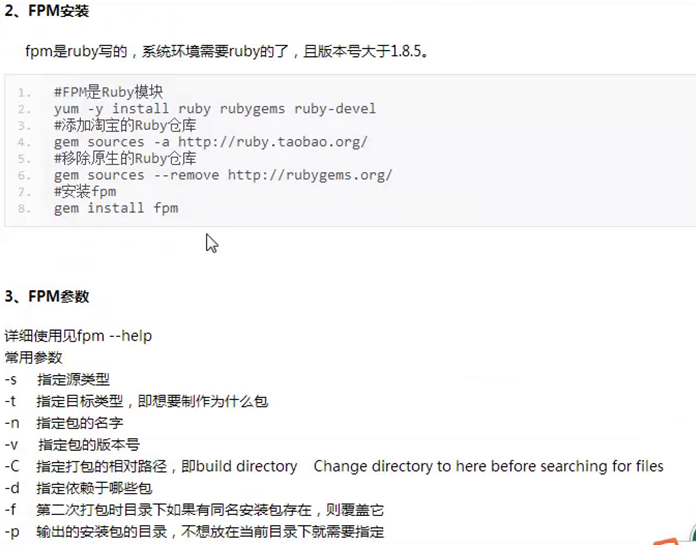 2、FPM安装
fpm是ruby写的，系统环境需要ruby的了，且版本号大于1.8.5。
1. #FPM是Ruby模块
2. yum -y install ruby rubygems ruby-devel
3. #添加淘宝的Ruby仓库
4. gem sources -a http://ruby.taobao.org/
5. #移除原生的Ruby仓库
6. gem sources --remove http://rubygems.org/
7. #安装fpm
8. gem install fpm
3、FPM参数
详细使用见fpm --help
常用参数
-s 指定源类型
-t 指定目标类型，即想要制作为什么包
-n 指定包的名字
-v 指定包的版本号
-C 指定打包的相对路径，即build directory Change directory to here before searching for files
-d 指定依赖于哪些包
-f 第二次打包时目录下如果有同名安装包存在，则覆盖它
-p 输出的安装包的目录，不想放在当前目录下就需要指定